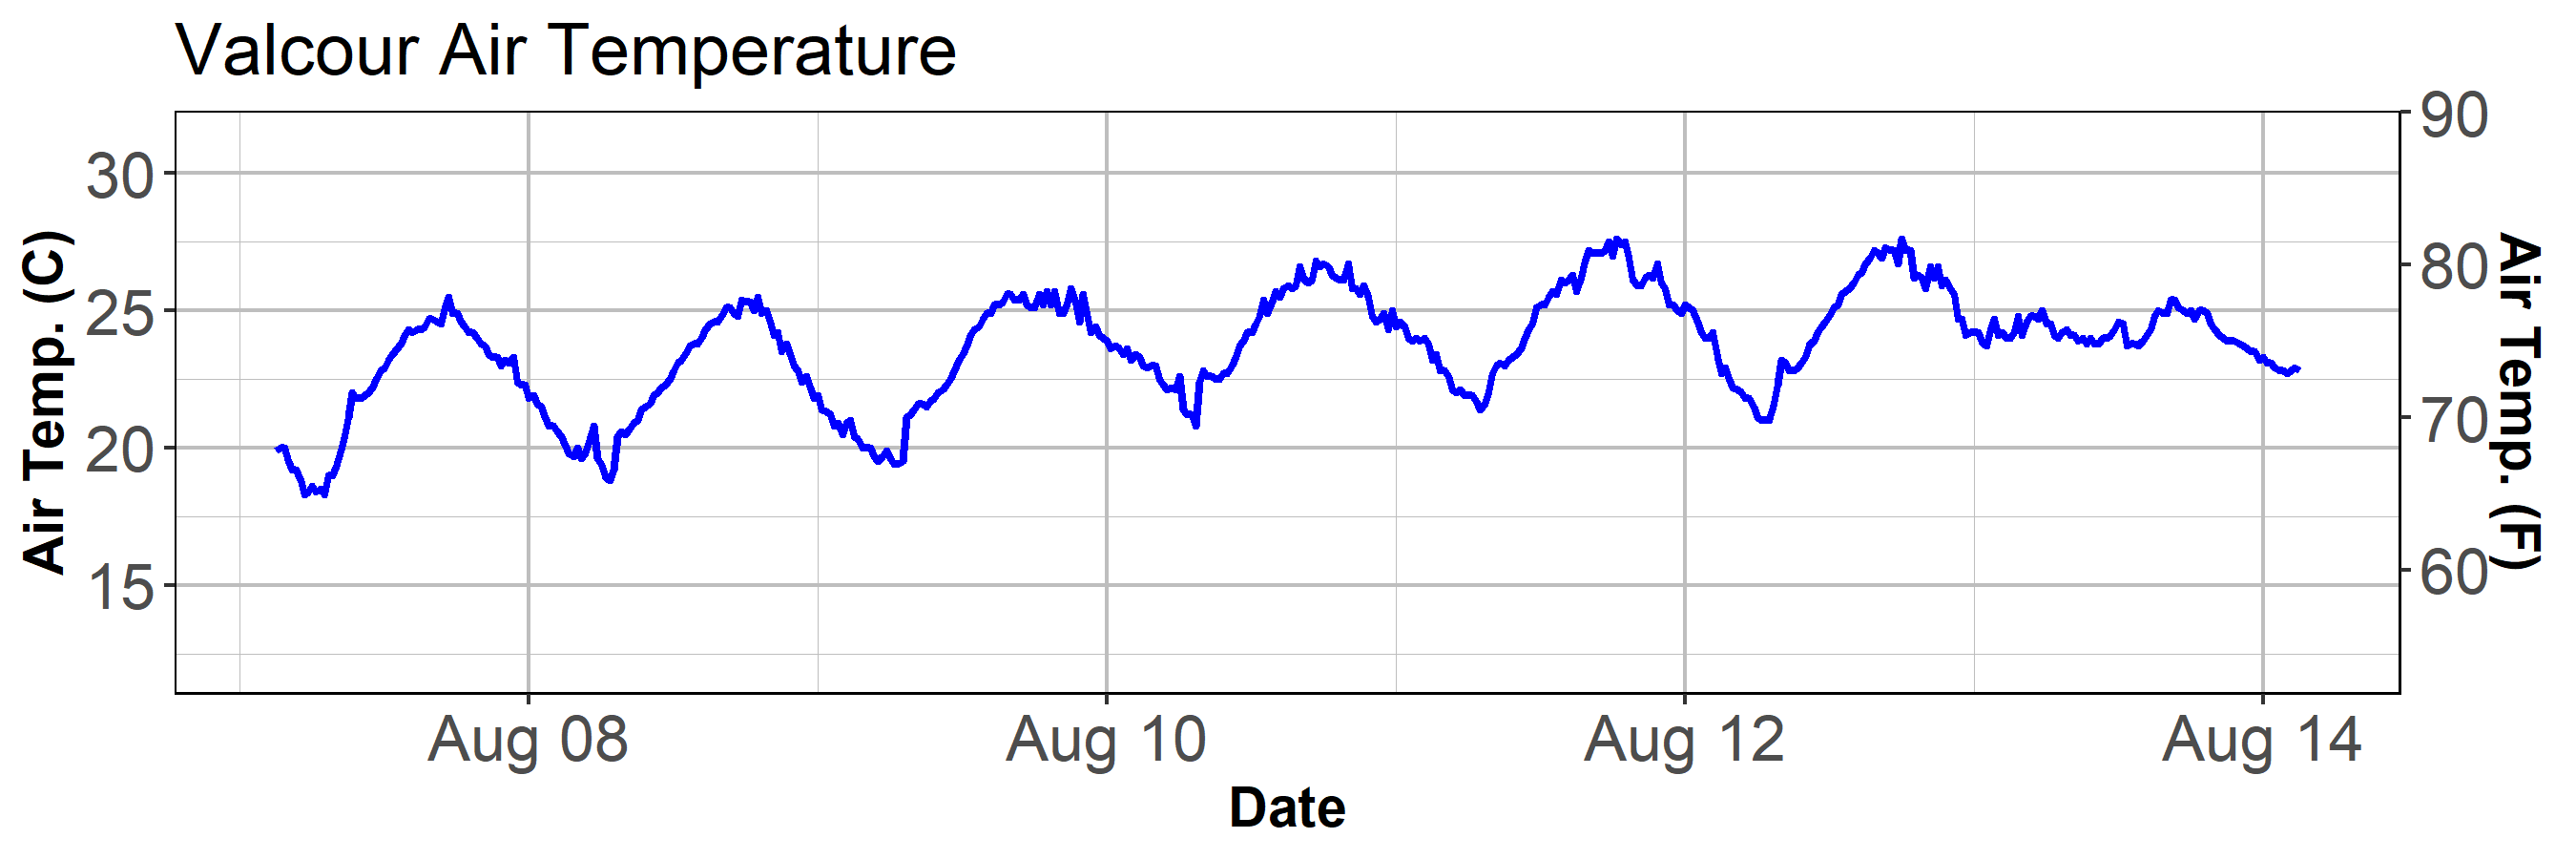 Valcour Air Temperature
Air Temp. (C)
30
25
20
15
90
80
70
60
Air Temp. (F)
Aug 08
Aug 10
Aug 12
Aug 14
Date